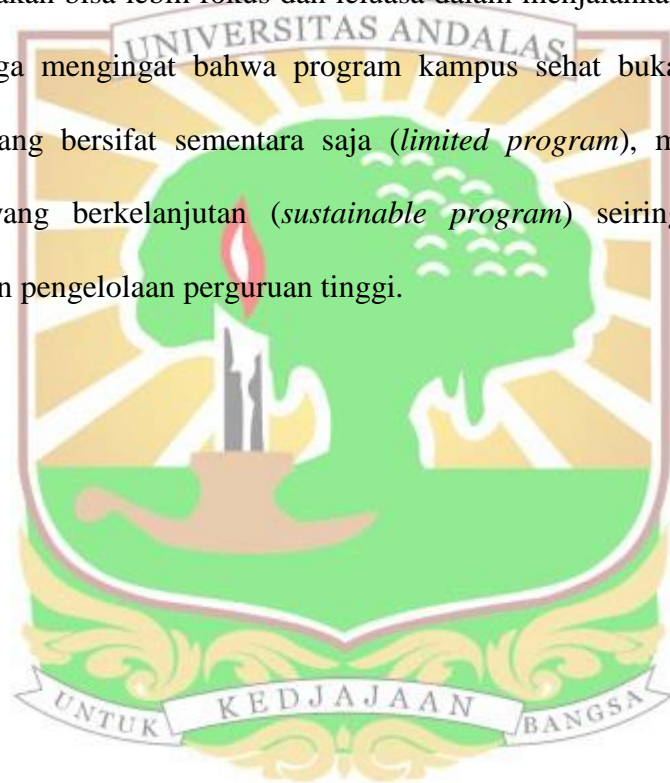 akan bisa lebih fokus dan leluasa dalam menjalankan
UNIVERSITAS ANDALAS
ga mengingat bahwa program kampus sehat buka
ang bersifat sementara saja (limited program), m
yang berkelanjutan (sustainable program) seiring
n pengelolaan perguruan tinggi.
UNTUK KEDJAJAAN BANGSA